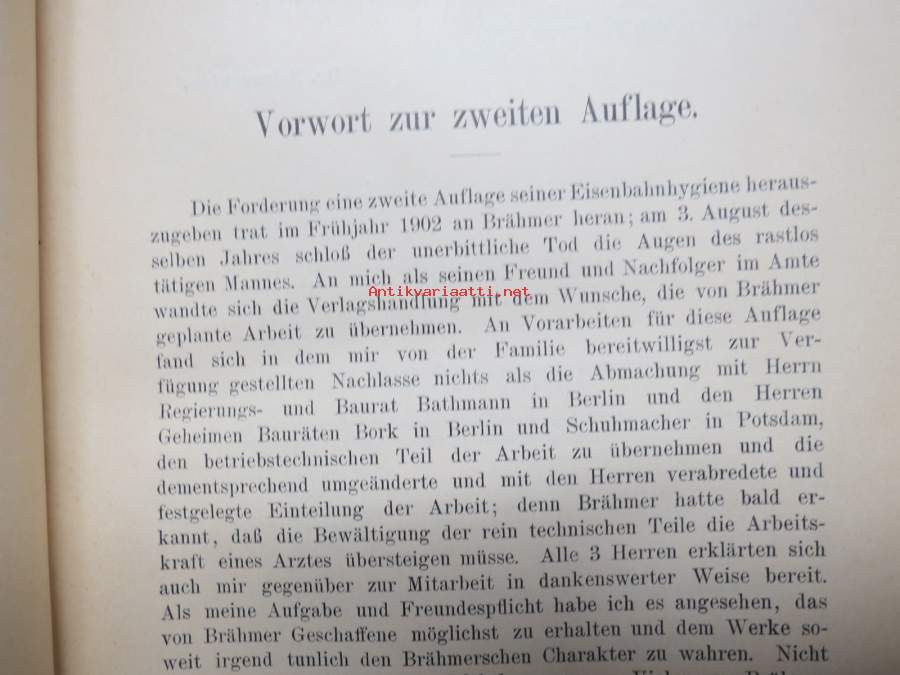 Vorwort zur zweiten Auflage.
Die Forderung eine zweite Auflage seiner Eisenbahnhygiene heraus-
zugeben trat im Frühjahr 1902 an Brähmer heran; am 3. August des-
selben Jahres schloß der unerbittliche Tod die Augen des rastlos
tätigen Mannes. An mich als seinen Freund und Nachfolger im Amte
Antikvariaatti.net
wandte sich die Verlagshandlung mit dem Wunsche, die von Brähmer
geplante Arbeit zu übernehmen. An Vorarbeiten für diese Auflage
fand sich in dem mir von der Familie bereitwilligst zur Ver-
fügung gestellten Nachlasse nichts als die Abmachung mit Herrn
Regierungs- und Baurat Bathmann in Berlin und den Herren
Geheimen Bauräten Bork in Berlin und Schuhmacher in Potsdam,
den betriebstechnischen Teil der Arbeit zu übernehmen und die
dementsprechend umgeänderte und mit den Herren verabredete und
festgelegte Einteilung der Arbeit; denn Brähmer hatte bald er-
kannt, daß die Bewältigung der rein technischen Teile die Arbeits-
kraft eines Arztes übersteigen müsse. Alle 3 Herren erklärten sich
auch mir gegenüber zur Mitarbeit in dankenswerter Weise bereit.
Als meine Aufgabe und Freundespflicht habe ich es angesehen, das
von Brähmer Geschaffene möglichst zu erhalten und dem Werke so-
weit irgend tunlich den Brähmerschen Charakter zu wahren. Nicht